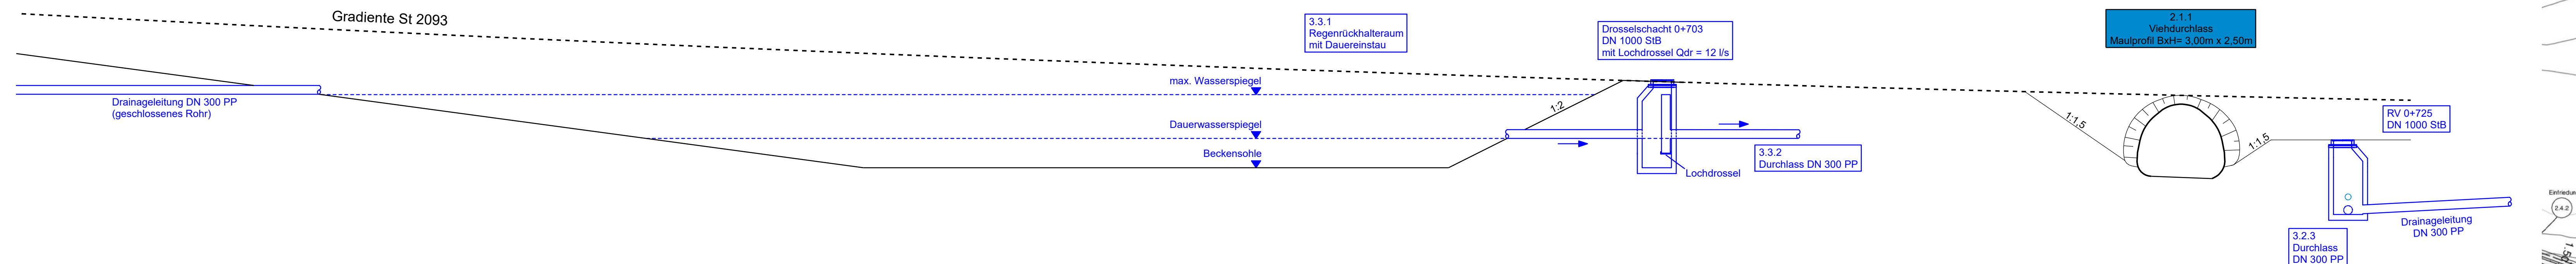 Gradiente St 2093
Drainageleitung DN 300 PP
(geschlossenes Rohr)
3.3.1
Regenrückhalteraum
mit Dauereinstau
max. Wasserspiegel
Dauerwasserspiegel
Beckensohle
1:2
Drosselschacht 0+703
DN 1000 StB
mit Lochdrossel Qdr = 12 l/s
Lochdrossel
3.3.2
Durchlass DN 300 PP
2.1.1
Viehdurchlass
Maulprofil BxH= 3,00m x 2,50m
1:1,5
1:1,5
RV 0+725
DN 1000 StB
Drainageleitung
DN 300 PP
3.2.3
Durchlass
DN 300 PP
2.4.2